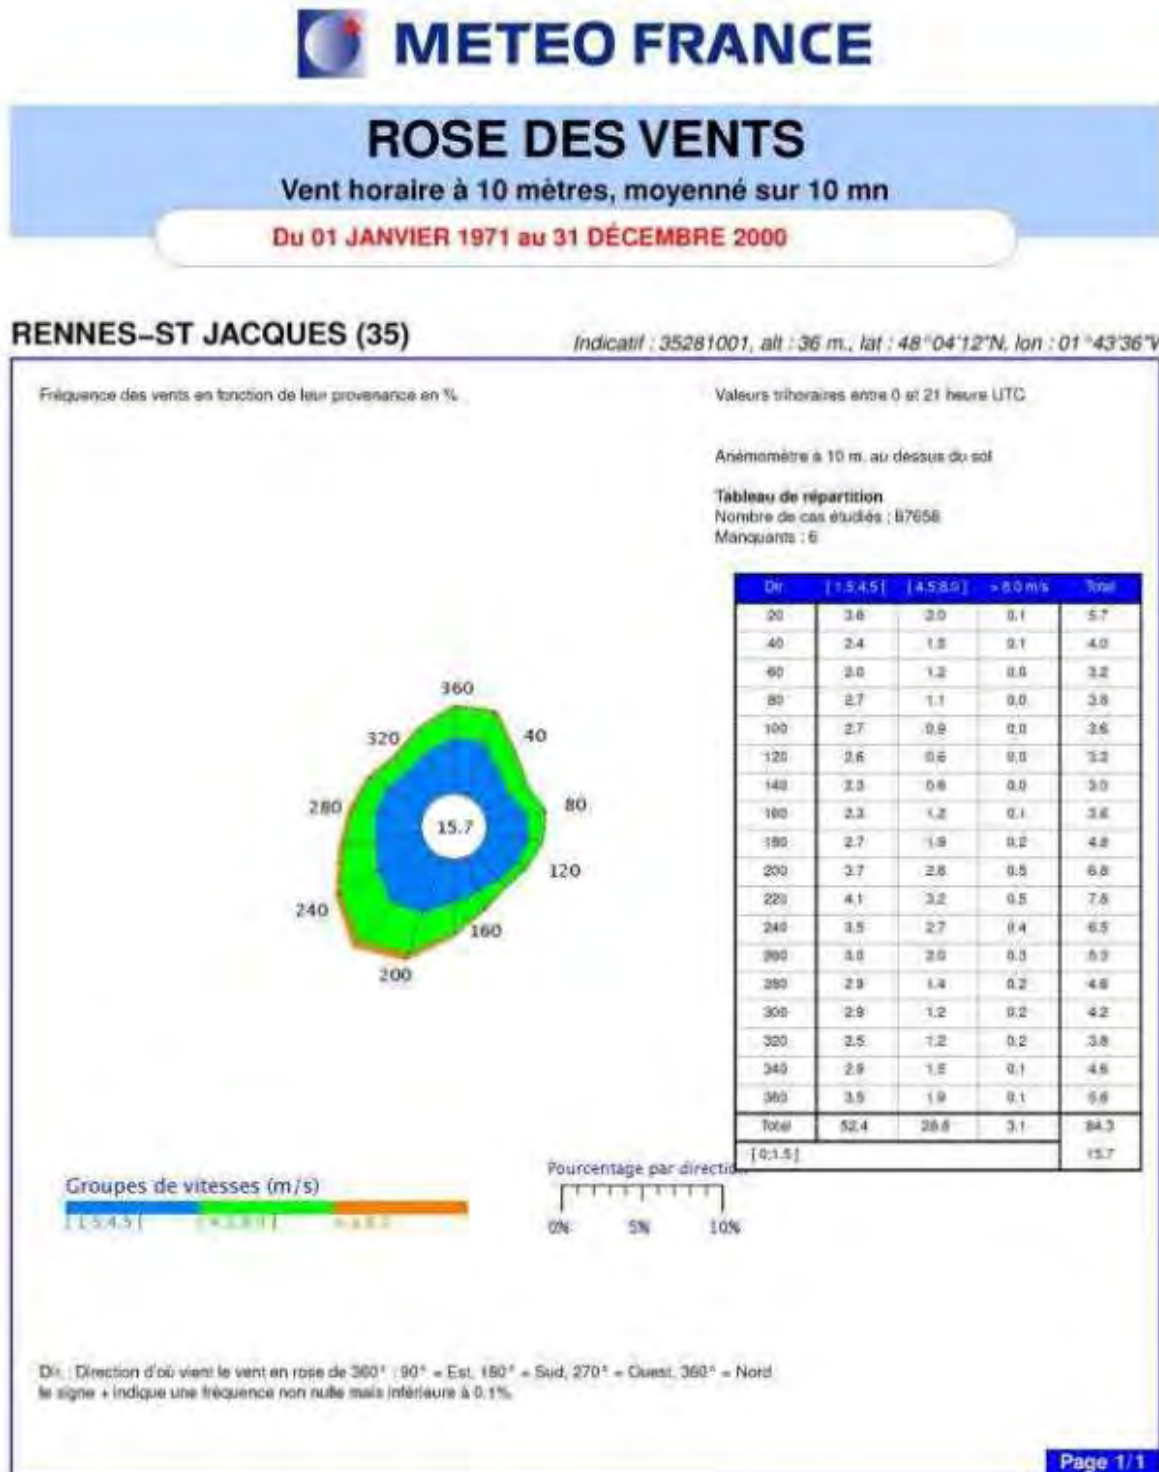 METEO FRANCE
ROSE DES VENTS
Vent horaire à 10 mètres, moyenné sur 10 mn
Du 01 JANVIER 1971 au 31 DÉCEMBRE 2000
RENNES–ST JACQUES (35)
Indicatif : 35281001, alt : 36 m., lat : 48°04'12"N, lon : 01°43'36"
Fréquence des vents en fonction de leur provenance en %
Valeurs trihoraires entre 0 et 21 heure UTC
Anémomètre à 10 m. au dessus du sol
Tableau de répartition
Nombre de cas étudiés : 87658
Manquants : 6
Dir. [ 1.5;4.5 [ [ 4.5;8.0 ] > 8.0 m/s Total
20 3.6 2.0 0.1 5.7
40 2.4 1.5 0.1 4.0
60 2.0 1.2 0.0 3.2
80 2.7 1.1 0.0 3.8
100 2.7 0.9 0.0 3.6
120 2.6 0.6 0.0 3.2
140 2.3 0.0 3.0
160 2.3 1.2 0.1 3.6
180 2.7 1.9 0.2 4.8
200 3.7 2.6 0.5 6.8
220 4.1 3.2 0.5 7.8
240 3.5 2.7 0.4 6.5
260 3.0 2.0 0.3 5.3
280 2.9 1.4 0.2
300 2.9 1.2 0.2 4.2
320 2.5 1.2 0.2 3.8
340 2.9 1.5 0.1 4.6
360 3.5 1.9 0.1
Total 52.4 28.8 3.1 84.3
[ 0;1.5 [ 15.7
360
40
80
120
160
200
240
280
320
15.7
Groupes de vitesses (m/s)
[ 1.5;4.5 [
Pourcentage par directio
0% 5% 10%
Dir. : Direction d'où vient le vent en rose de 360° : 90° = Est, 180° = Sud, 270° = Ouest, 360° = Nord
le signe + indique une fréquence non nulle mais inférieure à 0.1%
Page 1/1